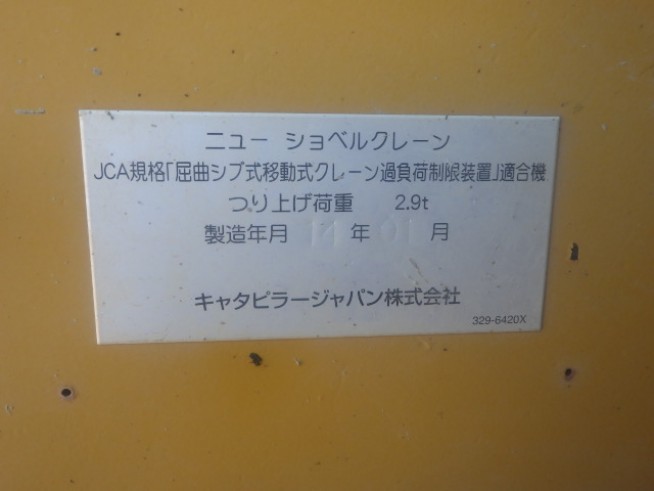 ニュー ショベルクレーン
JCA規格「屈曲ジブ式移動式クレーン過負荷制限装置」適合機
つり上げ荷重 2.9t
製造年月 14 年 01 月
キャタピラージャパン株式会社
329-6420X